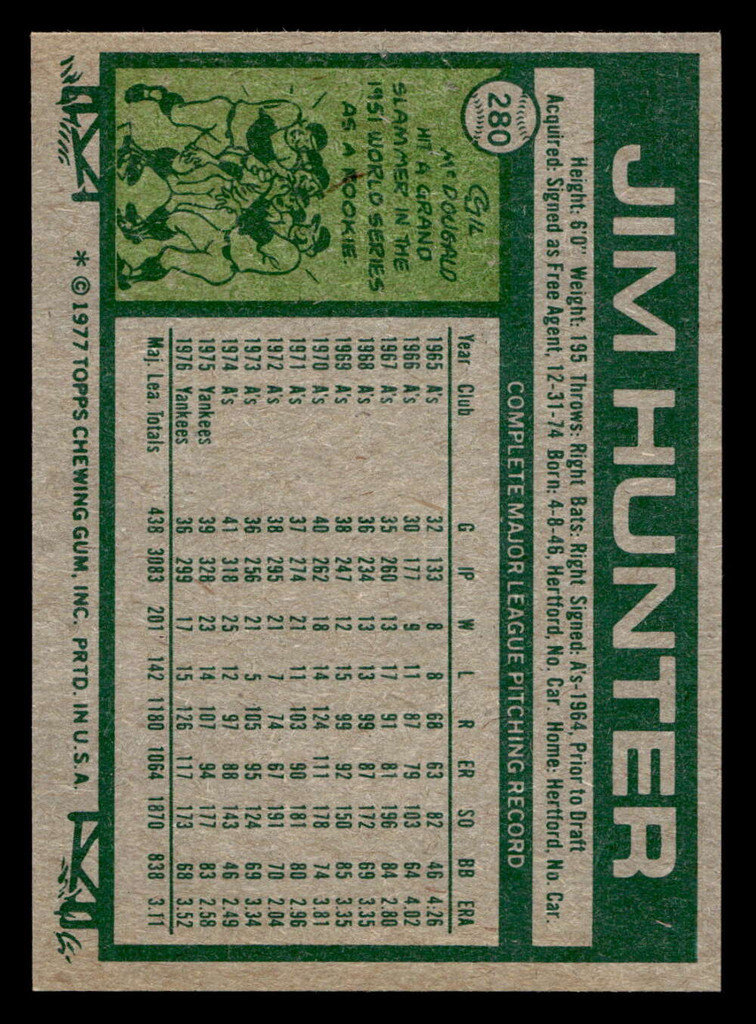 JIM HUNTER
280
Height: 6'0" Weight: 195 Throws: Right Bats: Right Signed: A's-1964, Prior to Draft
Acquired: Signed as Free Agent, 12-31-74 Born: 4-8-46, Hertford, No. Car. Home: Hertford, No. Car.
Gil
McDOUGALD
HIT A GRAND
SLAMMER IN THE
1951 WORLD SERIES
AS A ROOKIE.
COMPLETE MAJOR LEAGUE PITCHING RECORD
Year Club G IP W L R ER SO BB ERA
1965 A's 32 133 8 8 68 63 82 46 4.26
1966 A's 30 177 9 11 87 79 103 64 4.02
1967 A's 35 260 13 17 91 81 196 84 2.80
1968 A's 36 234 13 13 99 87 172 69 3.35
1969 A's 38 247 12 15 99 92 150 85 3.35
1970 A's 40 262 18 14 124 111 178 74 3.81
1971 A's 37 274 21 11 103 90 181 80 2.96
1972 A's 38 295 21 7 74 67 191 70 2.04
1973 A's 36 256 21 5 105 95 124 69 3.34
1974 A's 41 318 25 12 97 88 143 46 2.49
1975 Yankees 39 328 23 14 107 94 177 83 2.58
1976 Yankees 36 299 17 15 126 117 173 68 3.52
Maj. Lea Totals 438 3083 201 142 1180 1064 1870 838 3.11
* © 1977 TOPPS CHEWING GUM, INC. PRTD. IN U.S.A.